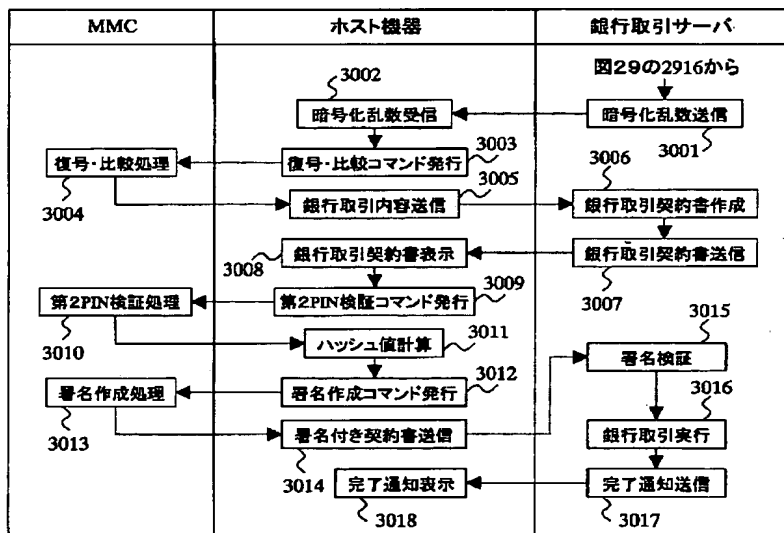 MMC
ホスト機器
銀行取引サーバ
図29の2916から
3002
暗号化乱数受信
暗号化乱数送信
3001
3003
復号・比較処理
復号・比較コマンド発行
3004
3005
3006
銀行取引内容送信
銀行取引契約書作成
銀行取引契約書表示
銀行取引契約書送信
3008
3007
3009
第2PIN検証処理
第2PIN検証コマンド発行
3010
3011
3015
ハッシュ値計算
署名検証
3012
署名作成処理
署名作成コマンド発行
3016
3013
署名付き契約書送信
銀行取引実行
3014
完了通知表示
完了通知送信
3018
3017